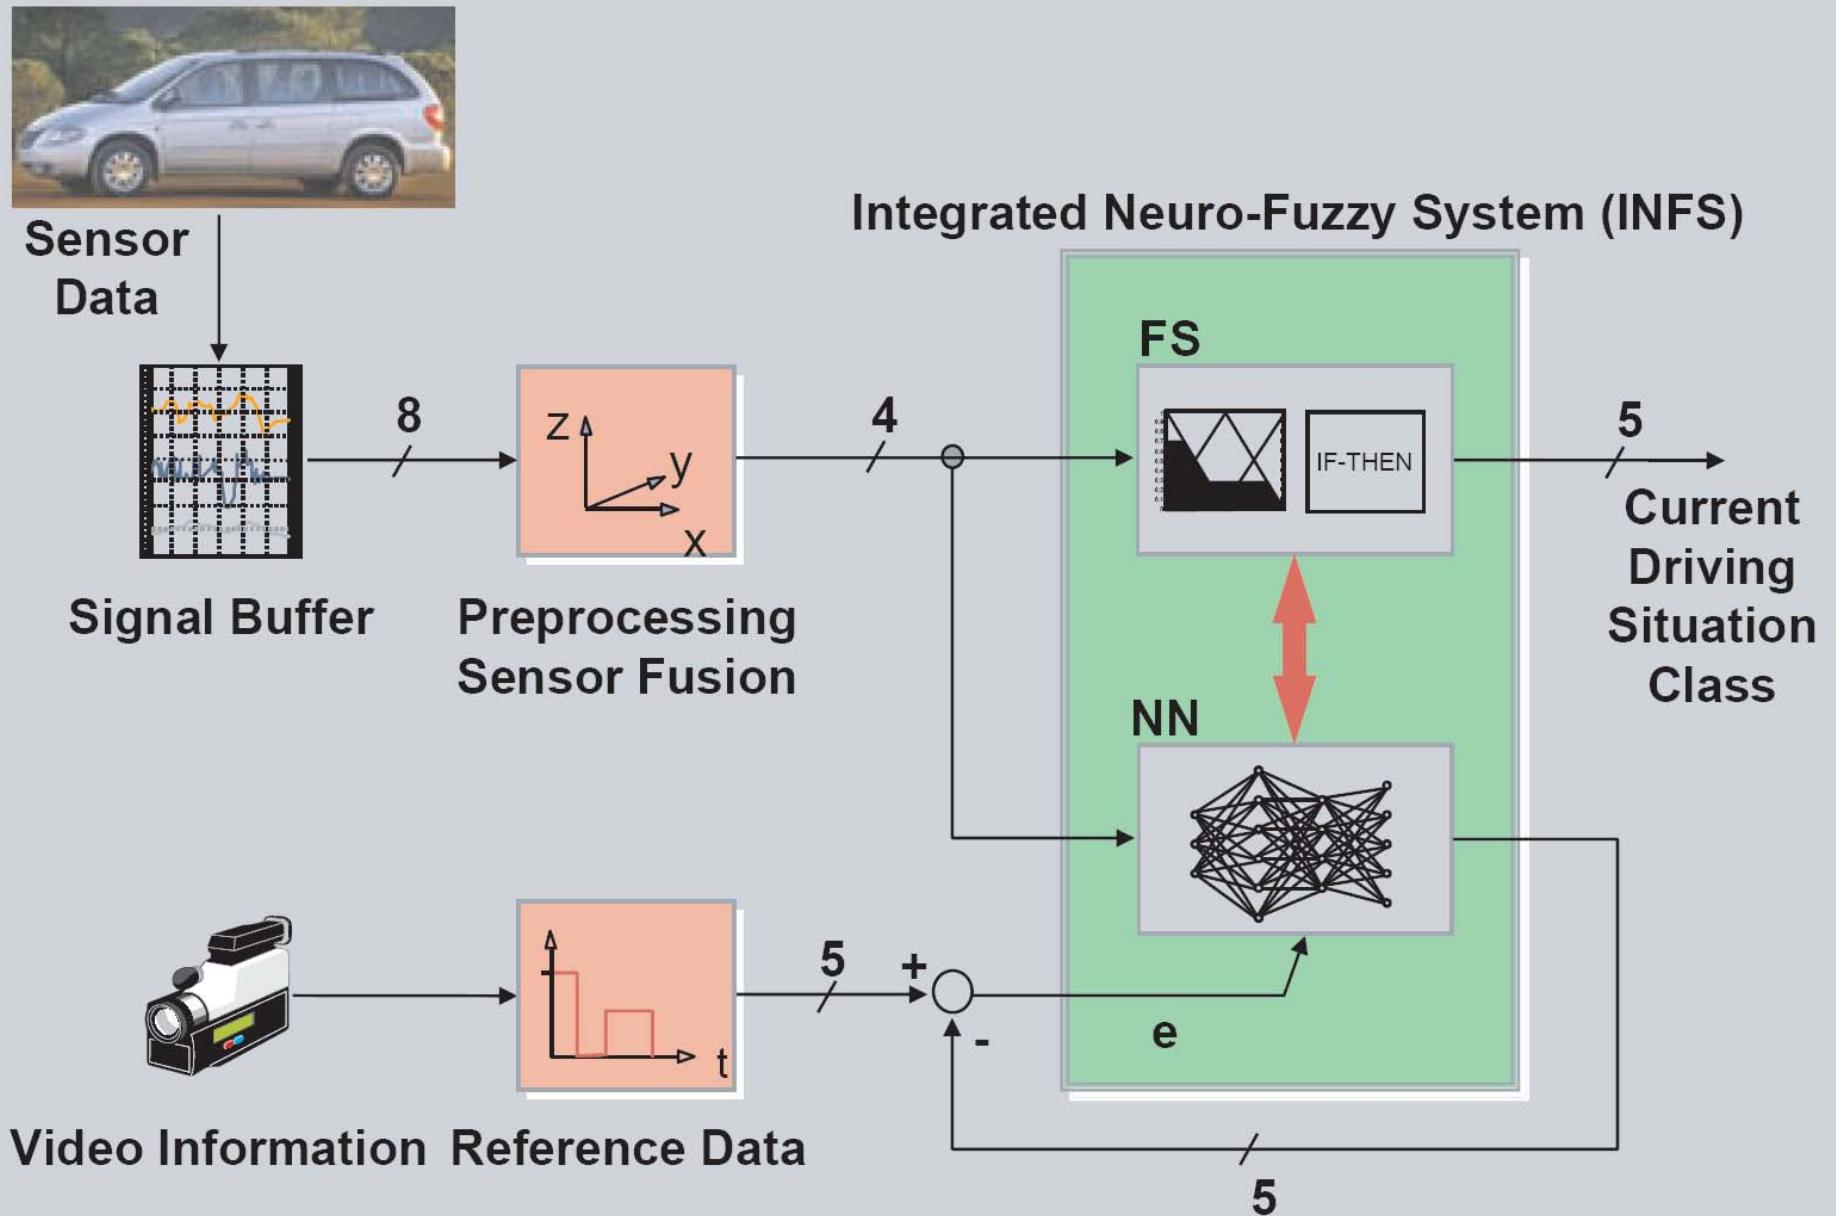 Integrated Neuro-Fuzzy System (INFS)
Sensor
Data
FS
8
4
5
z
y
x
IF-THEN
Current
Driving
Situation
Class
Signal Buffer
Preprocessing
Sensor Fusion
NN
5
+
-
e
t
Video Information
Reference Data
5